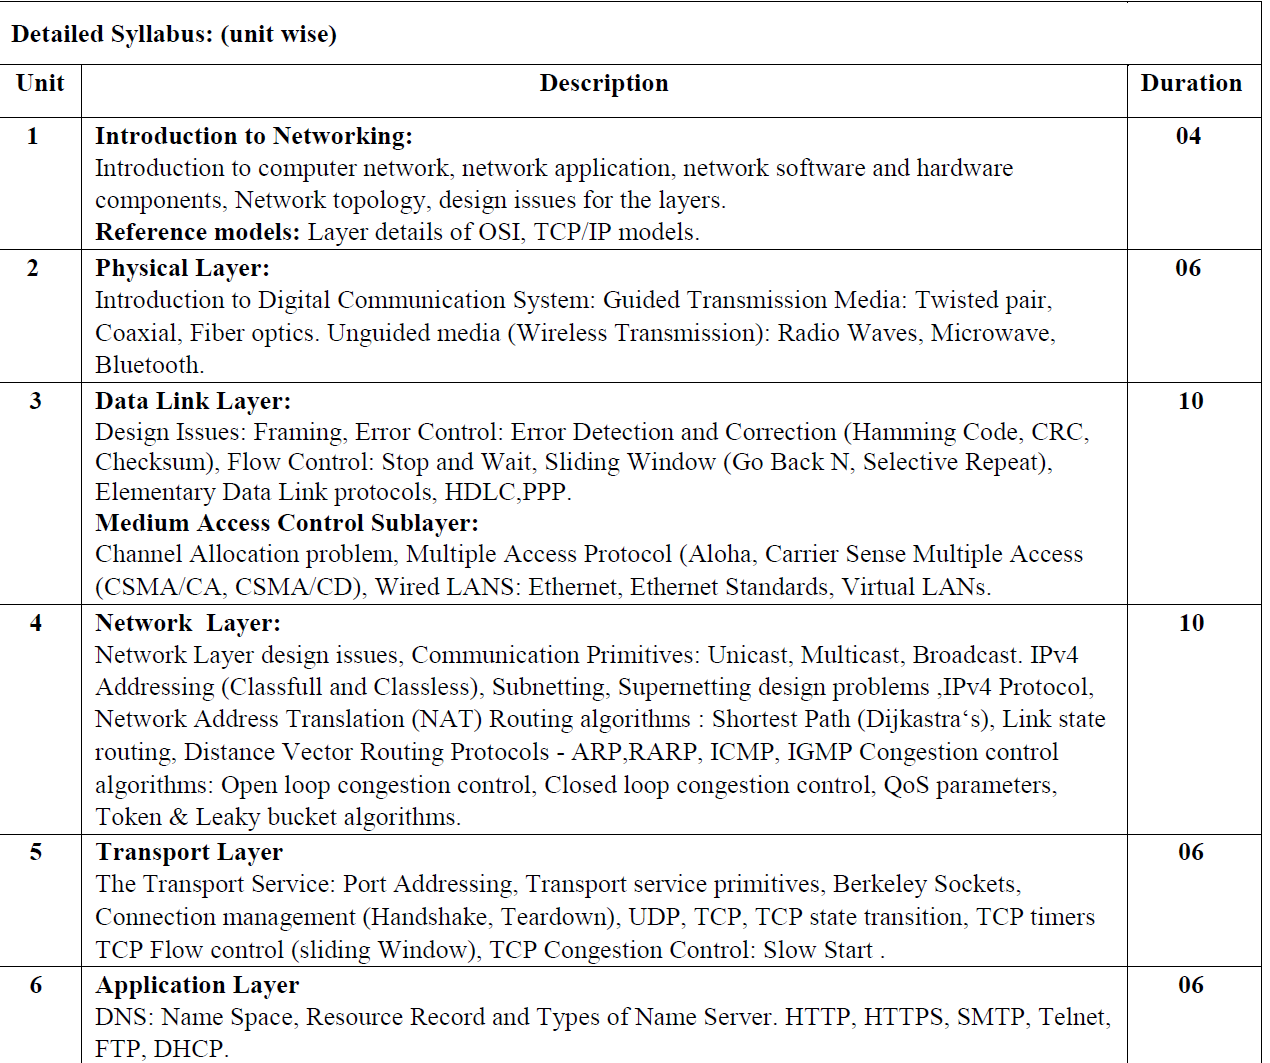 Detailed Syllabus: (unit wise)
Unit Description Duration
1 Introduction to Networking: 04
Introduction to computer network, network application, network software and hardware
components, Network topology, design issues for the layers.
Reference models: Layer details of OSI, TCP/IP models.
2 Physical Layer: 06
Introduction to Digital Communication System: Guided Transmission Media: Twisted pair,
Coaxial, Fiber optics. Unguided media (Wireless Transmission): Radio Waves, Microwave,
Bluetooth.
3 Data Link Layer: 10
Design Issues: Framing, Error Control: Error Detection and Correction (Hamming Code, CRC,
Checksum), Flow Control: Stop and Wait, Sliding Window (Go Back N, Selective Repeat),
Elementary Data Link protocols, HDLC,PPP.
Medium Access Control Sublayer:
Channel Allocation problem, Multiple Access Protocol (Aloha, Carrier Sense Multiple Access
(CSMA/CA, CSMA/CD), Wired LANS: Ethernet, Ethernet Standards, Virtual LANs.
4 Network Layer: 10
Network Layer design issues, Communication Primitives: Unicast, Multicast, Broadcast. IPv4
Addressing (Classfull and Classless), Subnetting, Supernetting design problems ,IPv4 Protocol,
Network Address Translation (NAT) Routing algorithms : Shortest Path (Dijkastra‘s), Link state
routing, Distance Vector Routing Protocols - ARP,RARP, ICMP, IGMP Congestion control
algorithms: Open loop congestion control, Closed loop congestion control, QoS parameters,
Token & Leaky bucket algorithms.
5 Transport Layer 06
The Transport Service: Port Addressing, Transport service primitives, Berkeley Sockets,
Connection management (Handshake, Teardown), UDP, TCP, TCP state transition, TCP timers
TCP Flow control (sliding Window), TCP Congestion Control: Slow Start .
6 Application Layer 06
DNS: Name Space, Resource Record and Types of Name Server. HTTP, HTTPS, SMTP, Telnet,
FTP, DHCP.